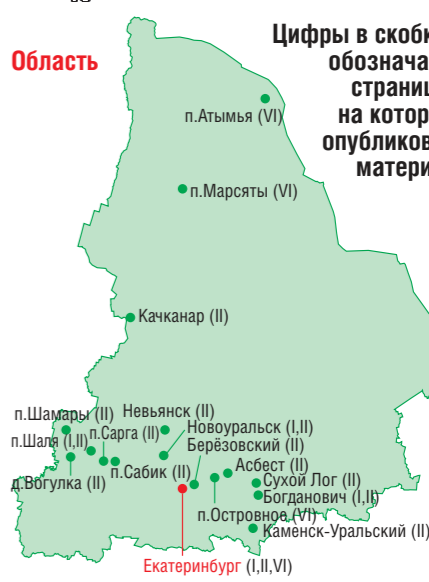 Область
Цифры в
обозначa
страниц
на котор
опубликов
матери
п.Атымья (VI)
п.Марсяты (VI)
Качканар (II)
п.Шамары (II)
Невьянск (II)
Новоуральск (I,II)
п.Шаля (I,II)
п.Сарга (II)
Берёзовский (II)
Асбест (II)
п.Сабик (II)
Сухой Лог (II)
д.Вогулка (II)
Богданович (I,II)
п.Островное (VI)
Каменск-Уральский (II)
Екатеринбург (I,II,VI)